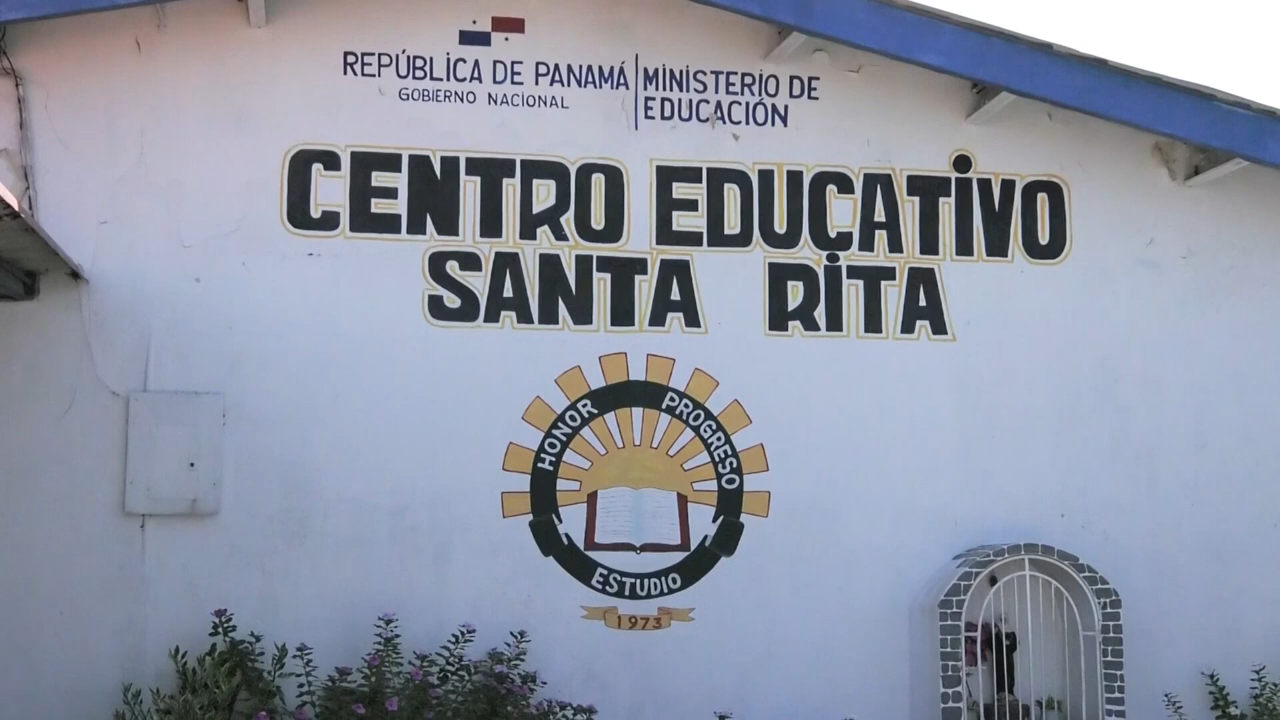 REPÚBLICA DE PANAMÁ
GOBIERNO NACIONAL
MINISTERIO DE
EDUCACIÓN
CENTRO EDUCATIVO
SANTA RITA
HONOR PROGRESO
ESTUDIO
1973